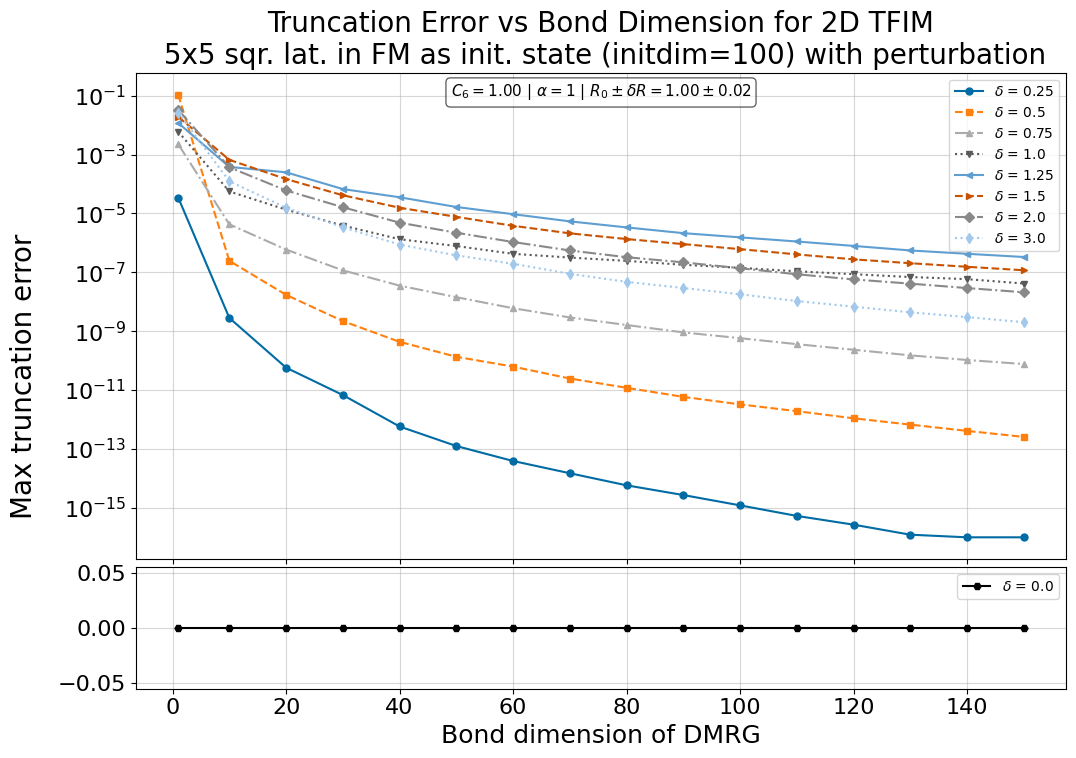 Truncation Error vs Bond Dimension for 2D TFIM
5x5 sqr. lat. in FM as init. state (initdim=100) with perturbation
C₆ = 1.00 | α = 1 | R₀ ± δR = 1.00 ± 0.02
δ = 0.25
δ = 0.5
δ = 0.75
δ = 1.0
δ = 1.25
δ = 1.5
δ = 2.0
δ = 3.0
10⁻¹
10⁻³
10⁻⁵
10⁻⁷
10⁻⁹
10⁻¹¹
10⁻¹³
10⁻¹⁵
Max truncation error
δ = 0.0
0.05
0.00
−0.05
0 20 40 60 80 100 120 140
Bond dimension of DMRG